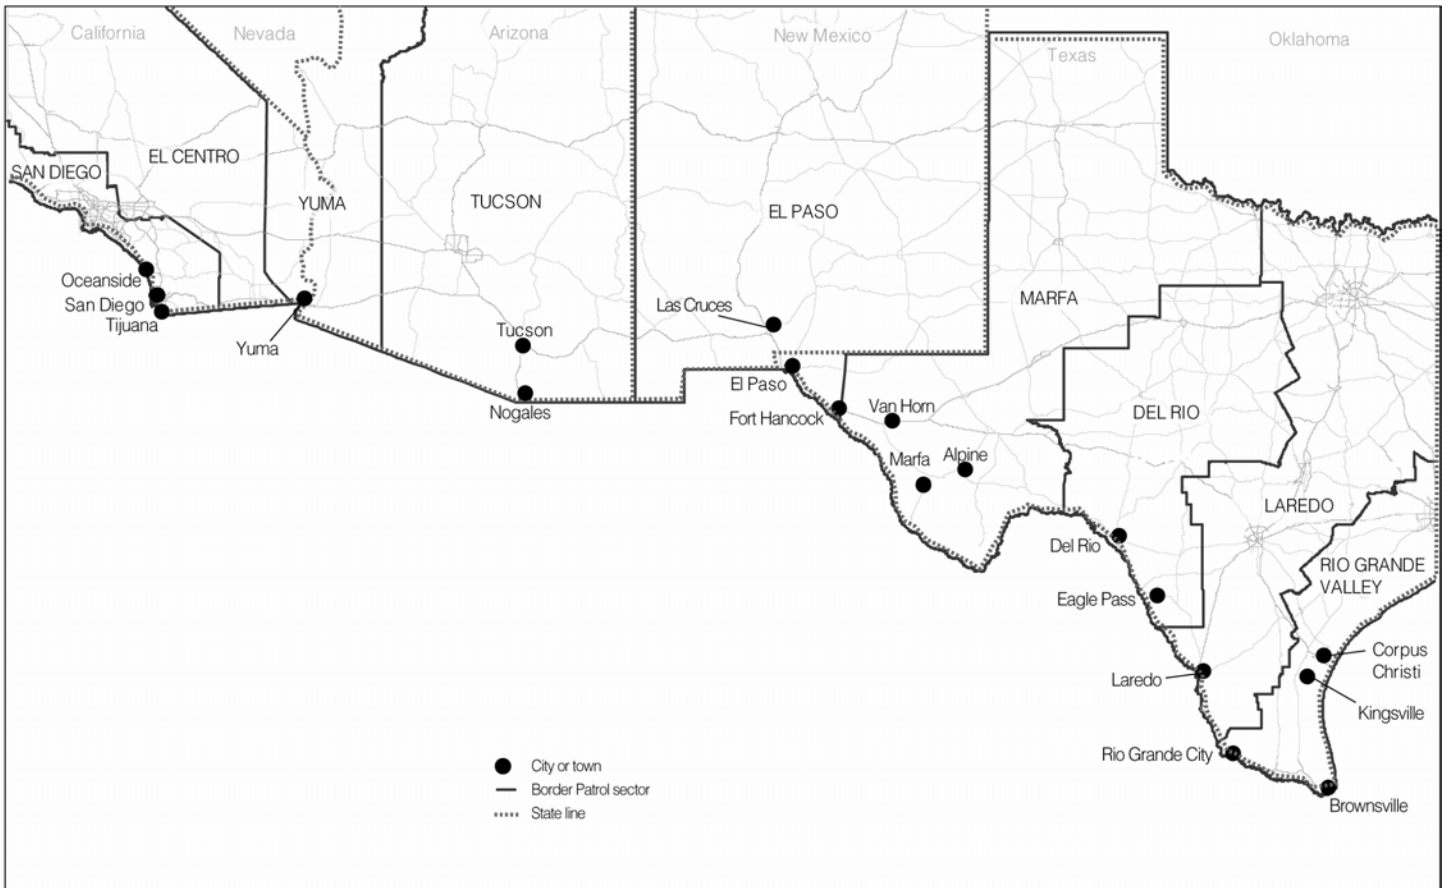 California
Nevada
Arizona
New Mexico
Texas
Oklahoma
SAN DIEGO
EL CENTRO
YUMA
TUCSON
EL PASO
MARFA
DEL RIO
LAREDO
RIO GRANDE
VALLEY
Oceanside
San Diego
Tijuana
Yuma
Tucson
Nogales
Las Cruces
El Paso
Fort Hancock
Van Horn
Marfa
Alpine
Del Rio
Eagle Pass
Laredo
Rio Grande City
Corpus
Christi
Kingsville
Brownsville
City or town
Border Patrol sector
State line